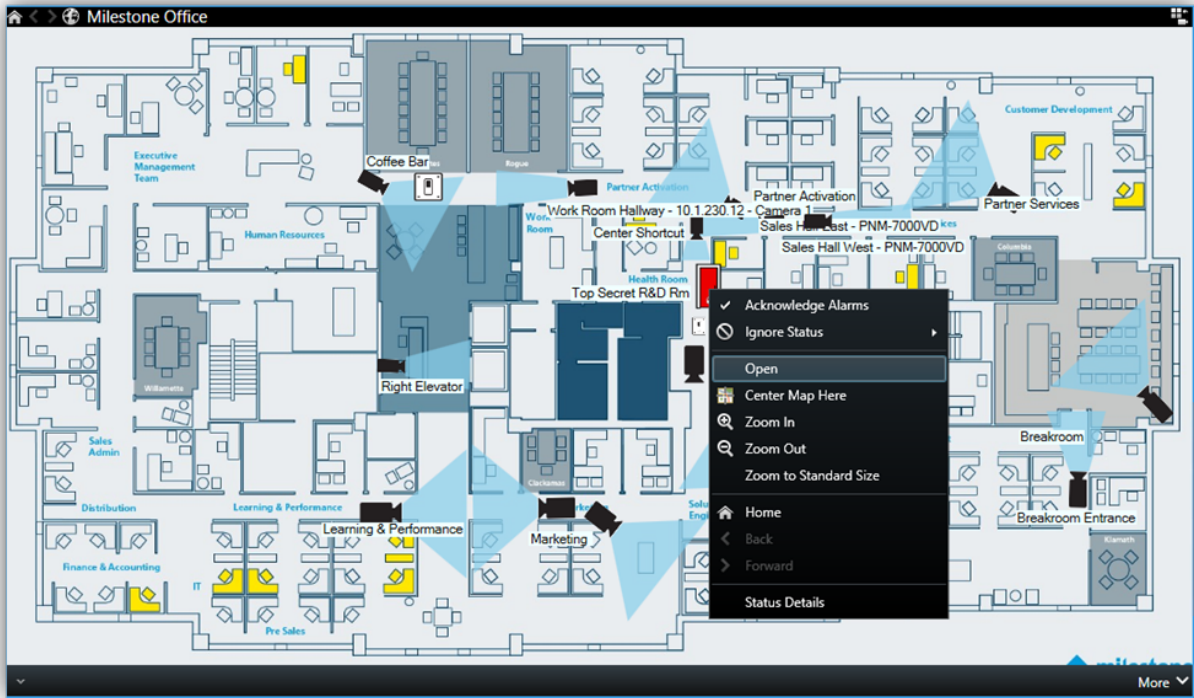 Milestone Office
Customer Development
Executive
Management
Team
Coffee Bar
Rogue
Partner Activation
Partner Activation
Partner Services
Work Room Hallway - 10.1.230.12 - Camera 1
Work
Room
Sales Hall East - PNM-7000VD
Center Shortcut
Human Resources
Sales Hall West - PNM-7000VD
Columbia
Health Room
Top Secret R&D Rm
Acknowledge Alarms
Ignore Status
Open
Center Map Here
Zoom In
Zoom Out
Zoom to Standard Size
Home
Back
Forward
Status Details
Willamette
Right Elevator
Breakroom
Sales
Admin
Clackamas
Distribution
Learning & Performance
Learning & Performance
Marketing
Breakroom Entrance
Klamath
Finance & Accounting
IT
Pre Sales
milestone
More